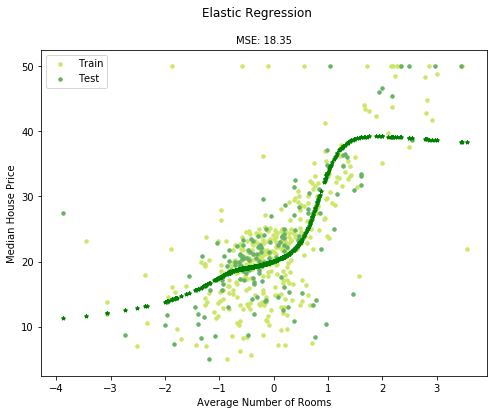 Elastic Regression
MSE: 18.35
Train
Test
50
40
30
20
10
Median House Price
−4
−3
−2
−1
0
1
2
3
Average Number of Rooms